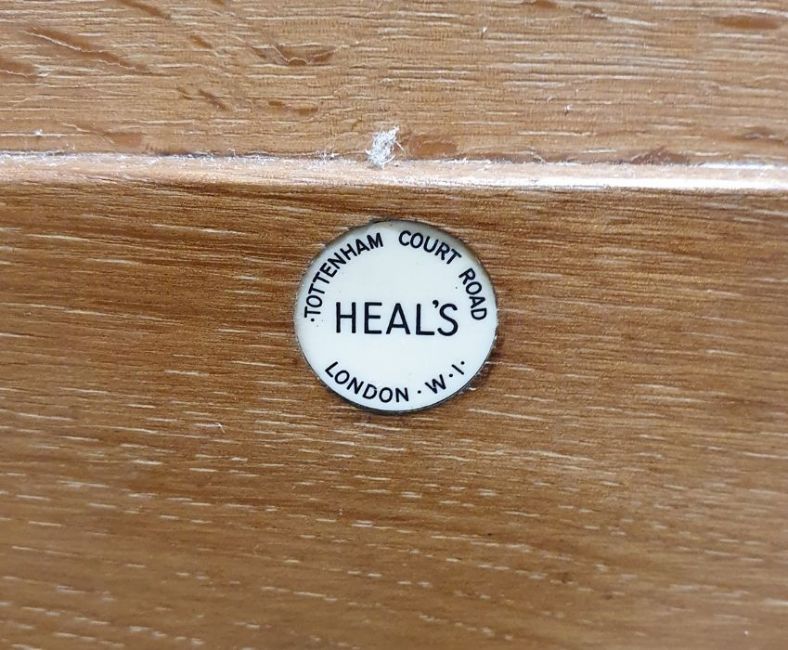 ·TOTTENHAM COURT ROAD
HEAL'S
LONDON · W·1·